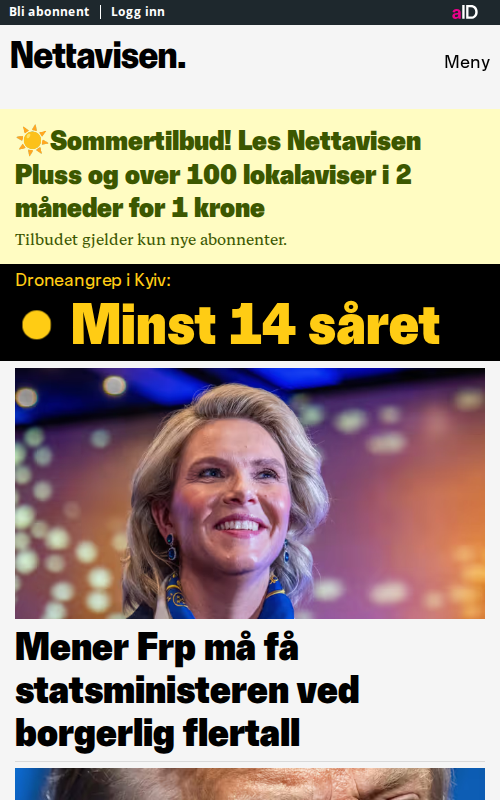 Bli abonnent | Logg inn
aID
Nettavisen.
Meny
☀️Sommertilbud! Les Nettavisen
Pluss og over 100 lokalaviser i 2
måneder for 1 krone
Tilbudet gjelder kun nye abonnenter.
Droneangrep i Kyiv:
Minst 14 såret
Mener Frp må få
statsministeren ved
borgerlig flertall